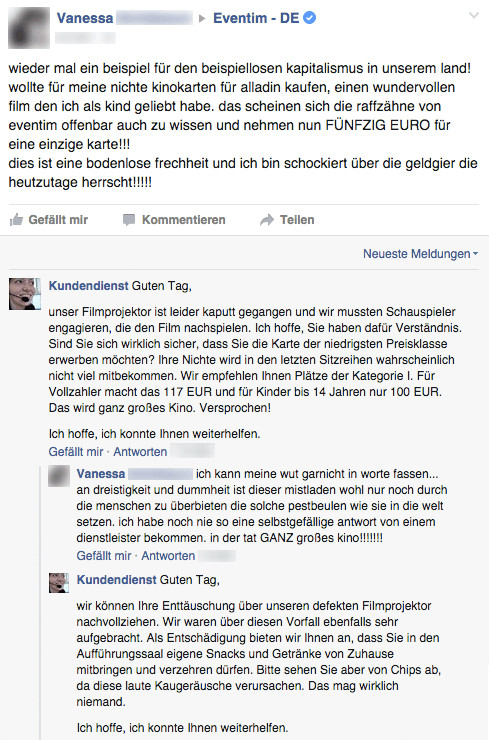 Vanessa ▸ Eventim - DE
wieder mal ein beispiel für den beispiellosen kapitalismus in unserem land!
wollte für meine nichte kinokarten für alladin kaufen, einen wundervollen
film den ich als kind geliebt habe. das scheinen sich die raffzähne von
eventim offenbar auch zu wissen und nehmen nun FÜNFZIG EURO für
eine einzige karte!!!
dies ist eine bodenlose frechheit und ich bin schockiert über die geldgier die
heutzutage herrscht!!!!!
Gefällt mir Kommentieren Teilen
Neueste Meldungen
Kundendienst Guten Tag,
unser Filmprojektor ist leider kaputt gegangen und wir mussten Schauspieler
engagieren, die den Film nachspielen. Ich hoffe, Sie haben dafür Verständnis.
Sind Sie sich wirklich sicher, dass Sie die Karte der niedrigsten Preisklasse
erwerben möchten? Ihre Nichte wird in den letzten Sitzreihen wahrscheinlich
nicht viel mitbekommen. Wir empfehlen Ihnen Plätze der Kategorie I. Für
Vollzahler macht das 117 EUR und für Kinder bis 14 Jahren nur 100 EUR.
Das wird ganz großes Kino. Versprochen!
Ich hoffe, ich konnte Ihnen weiterhelfen.
Gefällt mir · Antworten
Vanessa ich kann meine wut garnicht in worte fassen...
an dreistigkeit und dummheit ist dieser mistladen wohl nur noch durch
die menschen zu überbieten die solche pestbeulen wie sie in die welt
setzen. ich habe noch nie so eine selbstgefällige antwort von einem
dienstleister bekommen. in der tat GANZ großes kino!!!!!!!
Gefällt mir · Antworten
Kundendienst Guten Tag,
wir können Ihre Enttäuschung über unseren defekten Filmprojektor
nachvollziehen. Wir waren über diesen Vorfall ebenfalls sehr
aufgebracht. Als Entschädigung bieten wir Ihnen an, dass Sie in den
Aufführungssaal eigene Snacks und Getränke von Zuhause
mitbringen und verzehren dürfen. Bitte sehen Sie aber von Chips ab,
da diese laute Kaugeräusche verursachen. Das mag wirklich
niemand.
Ich hoffe, ich konnte Ihnen weiterhelfen.